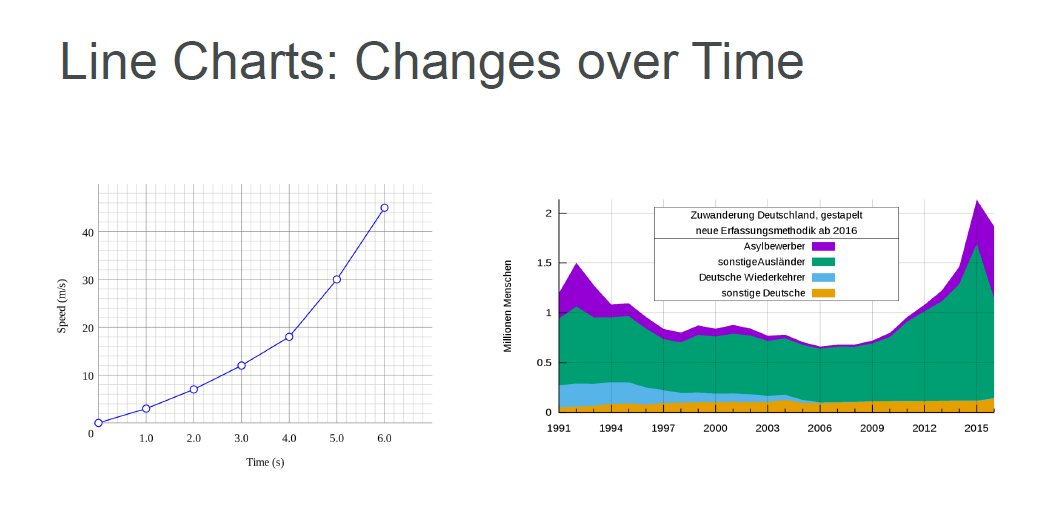 Line Charts: Changes over Time
40
30
20
10
0
Speed (m/s)
1.0 2.0 3.0 4.0 5.0 6.0
Time (s)
Zuwanderung Deutschland, gestapelt
neue Erfassungsmethodik ab 2016
Asylbewerber
sonstige Ausländer
Deutsche Wiederkehrer
sonstige Deutsche
Millionen Menschen
2
1.5
1
0.5
0
1991 1994 1997 2000 2003 2006 2009 2012 2015